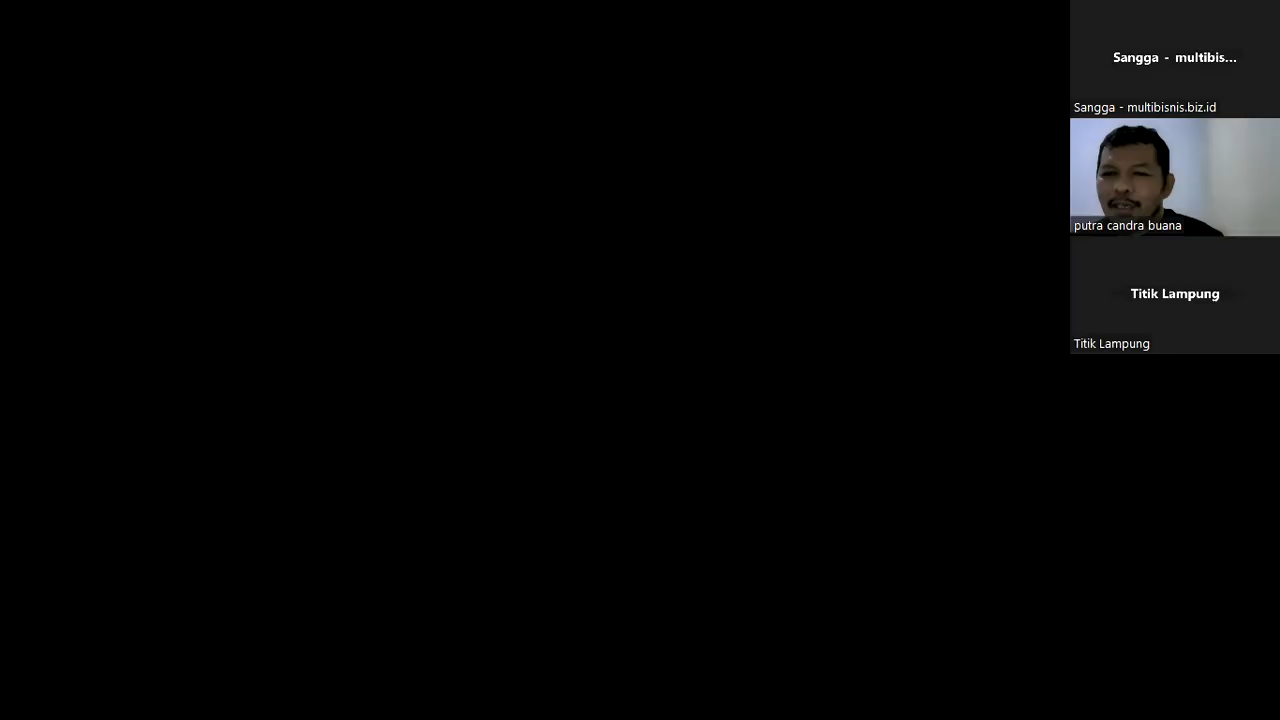 Sangga - multibis...
Sangga - multibisnis.biz.id
putra candra buana
Titik Lampung
Titik Lampung